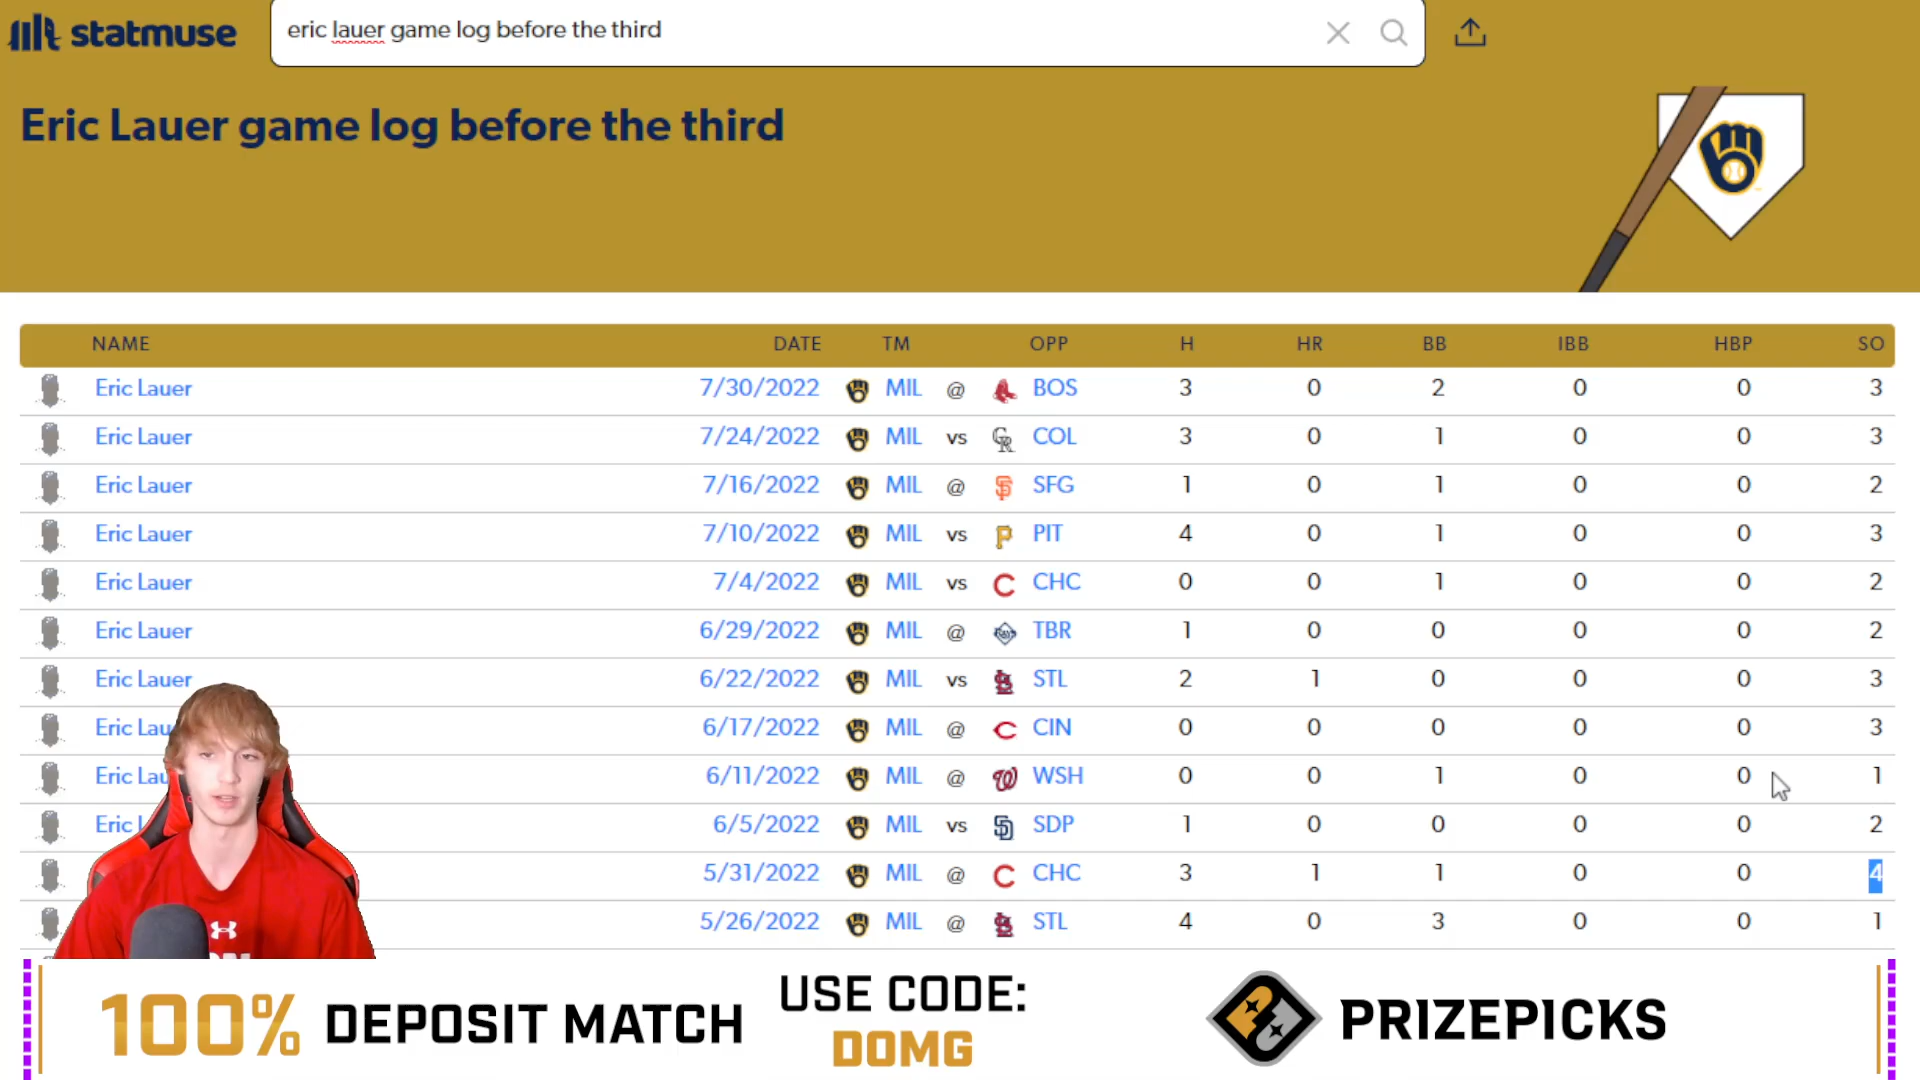 statmuse
eric lauer game log before the third
Eric Lauer game log before the third
NAME DATE TM OPP H HR BB IBB HBP SO
Eric Lauer 7/30/2022 MIL @ BOS 3 0 2 0 0 3
Eric Lauer 7/24/2022 MIL vs COL 3 0 1 0 0 3
Eric Lauer 7/16/2022 MIL @ SFG 1 0 1 0 0 2
Eric Lauer 7/10/2022 MIL vs PIT 4 0 1 0 0 3
Eric Lauer 7/4/2022 MIL vs CHC 0 0 1 0 0 2
Eric Lauer 6/29/2022 MIL @ TBR 1 0 0 0 0 2
Eric Lauer 6/22/2022 MIL vs STL 2 1 0 0 0 3
Eric Lau 6/17/2022 MIL @ CIN 0 0 0 0 0 3
Eric Lau 6/11/2022 MIL @ WSH 0 0 1 0 0 1
Eric L 6/5/2022 MIL vs SDP 1 0 0 0 0 2
5/31/2022 MIL @ CHC 3 1 1 0 0 4
5/26/2022 MIL @ STL 4 0 3 0 0 1
100% DEPOSIT MATCH
USE CODE:
DOMG
PRIZEPICKS